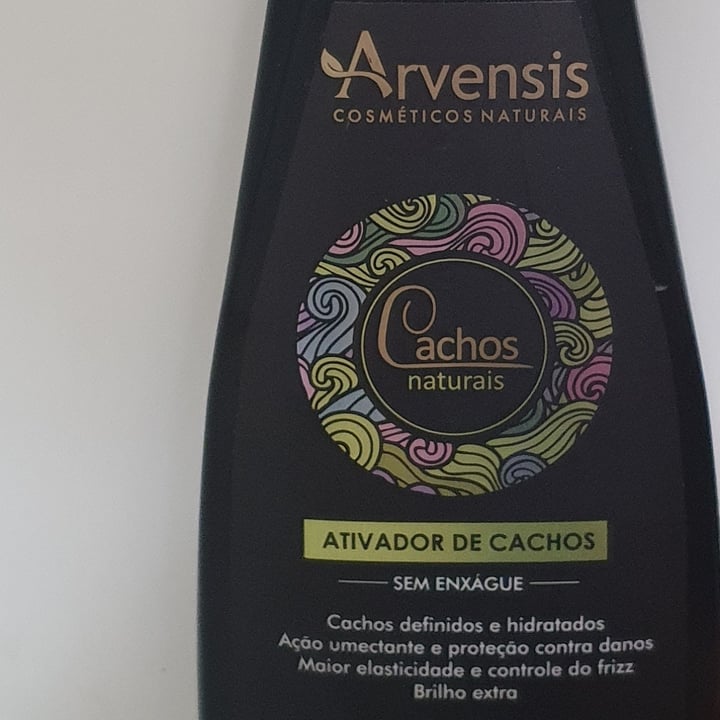 Arvensis
COSMÉTICOS NATURAIS
Cachos
naturais
ATIVADOR DE CACHOS
SEM ENXÁGUE
Cachos definidos e hidratados
Ação umectante e proteção contra danos
Maior elasticidade e controle do frizz
Brilho extra